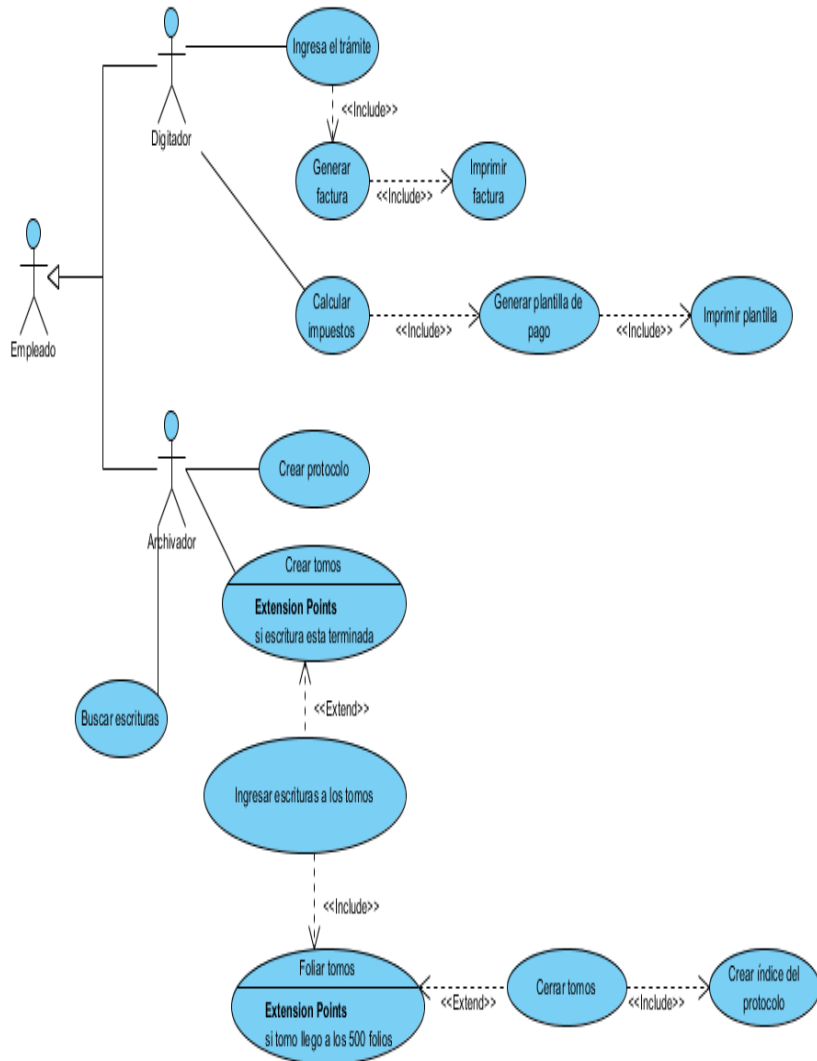 Ingresa el trámite
<<Include>>
Digitador
Generar
factura
<<Include>>
Imprimir
factura
Empleado
Calcular
impuestos
<<Include>>
Generar plantilla de
pago
<<Include>>
Imprimir plantilla
Crear protocolo
Archivador
Crear tomos
Extension Points
si escritura esta terminada
<<Extend>>
Buscar escrituras
Ingresar escrituras a los tomos
<<Include>>
Foliar tomos
Extension Points
si tomo llego a los 500 folios
<<Extend>>
Cerrar tomos
<<Include>>
Crear índice del
protocolo